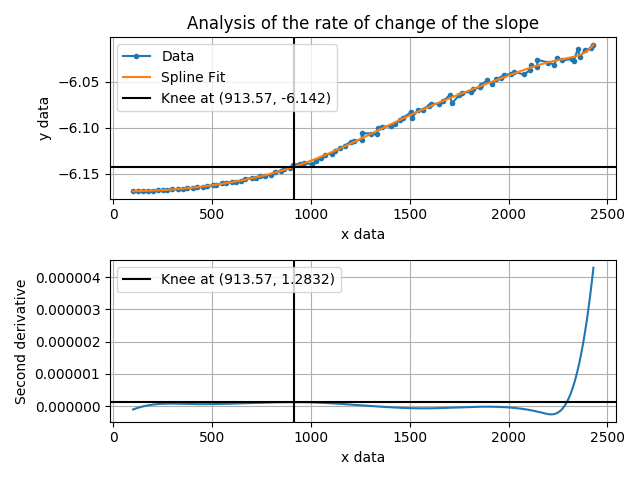 Analysis of the rate of change of the slope
Data
Spline Fit
Knee at (913.57, -6.142)
y data
−6.05
−6.10
−6.15
0 500 1000 1500 2000 2500
x data
Knee at (913.57, 1.2832)
Second derivative
0.000004
0.000003
0.000002
0.000001
0.000000
0 500 1000 1500 2000 2500
x data